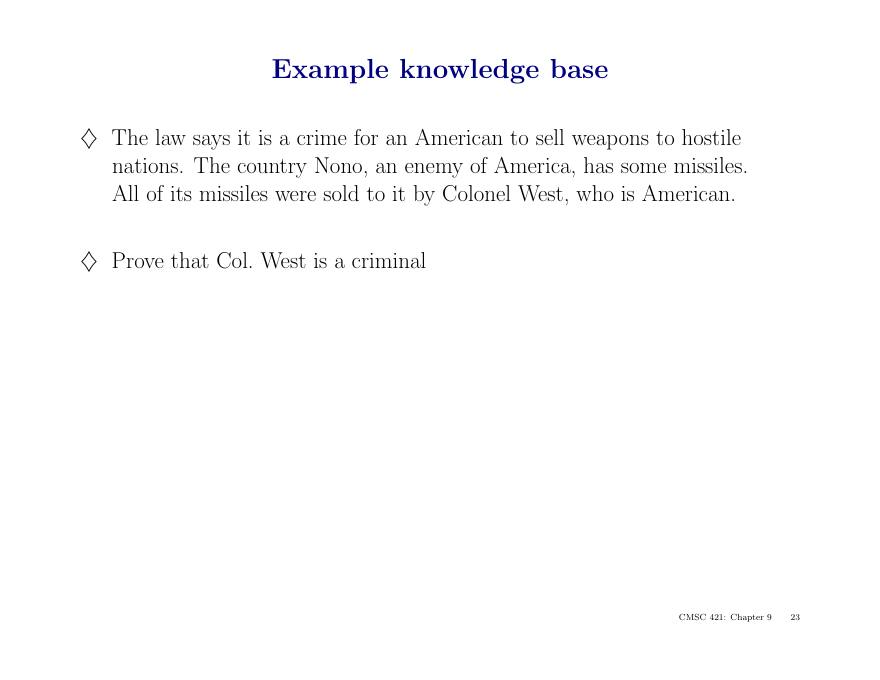 Example knowledge base
♢ The law says it is a crime for an American to sell weapons to hostile
nations. The country Nono, an enemy of America, has some missiles.
All of its missiles were sold to it by Colonel West, who is American.
♢ Prove that Col. West is a criminal
CMSC 421: Chapter 9 23